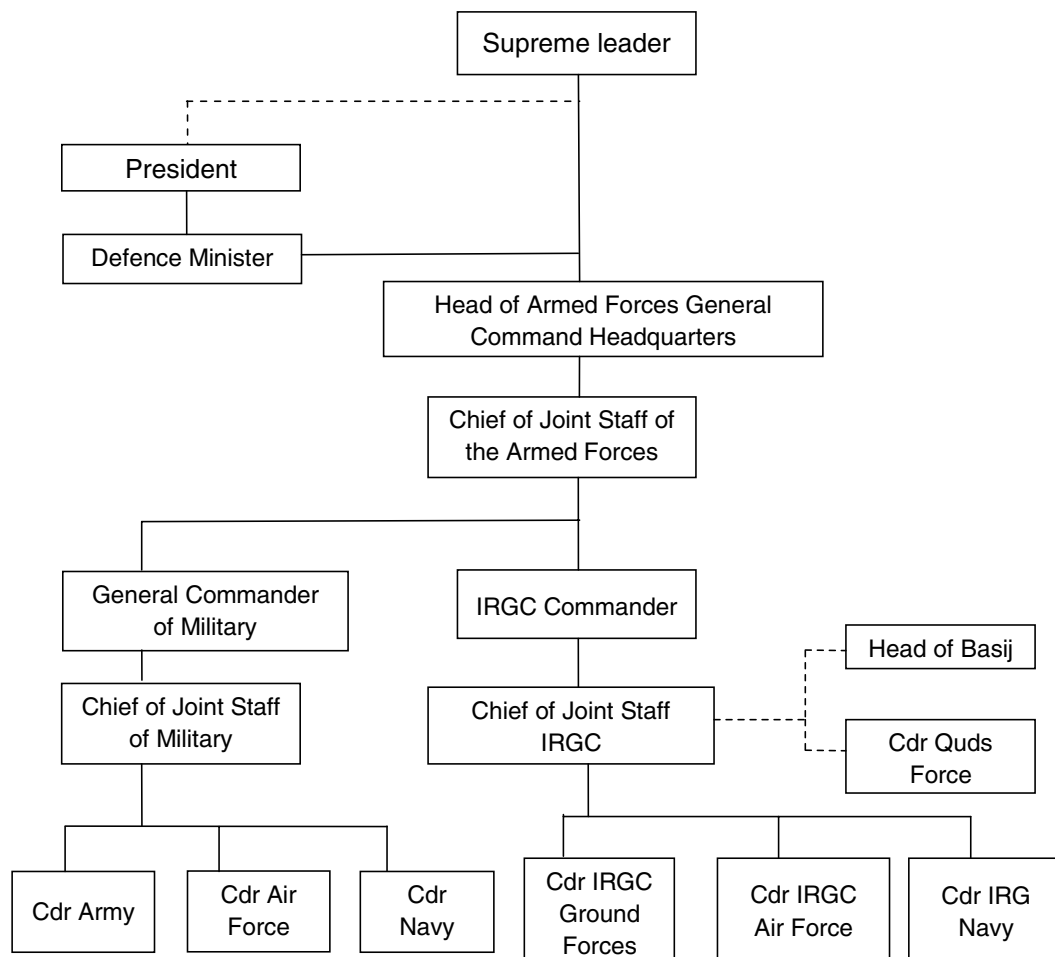 Supreme leader
President
Defence Minister
Head of Armed Forces General
Command Headquarters
Chief of Joint Staff of
the Armed Forces
General Commander
of Military
IRGC Commander
Head of Basij
Chief of Joint Staff
of Military
Chief of Joint Staff
IRGC
Cdr Quds
Force
Cdr Army
Cdr Air
Force
Cdr
Navy
Cdr IRGC
Ground
Forces
Cdr IRGC
Air Force
Cdr IRG
Navy